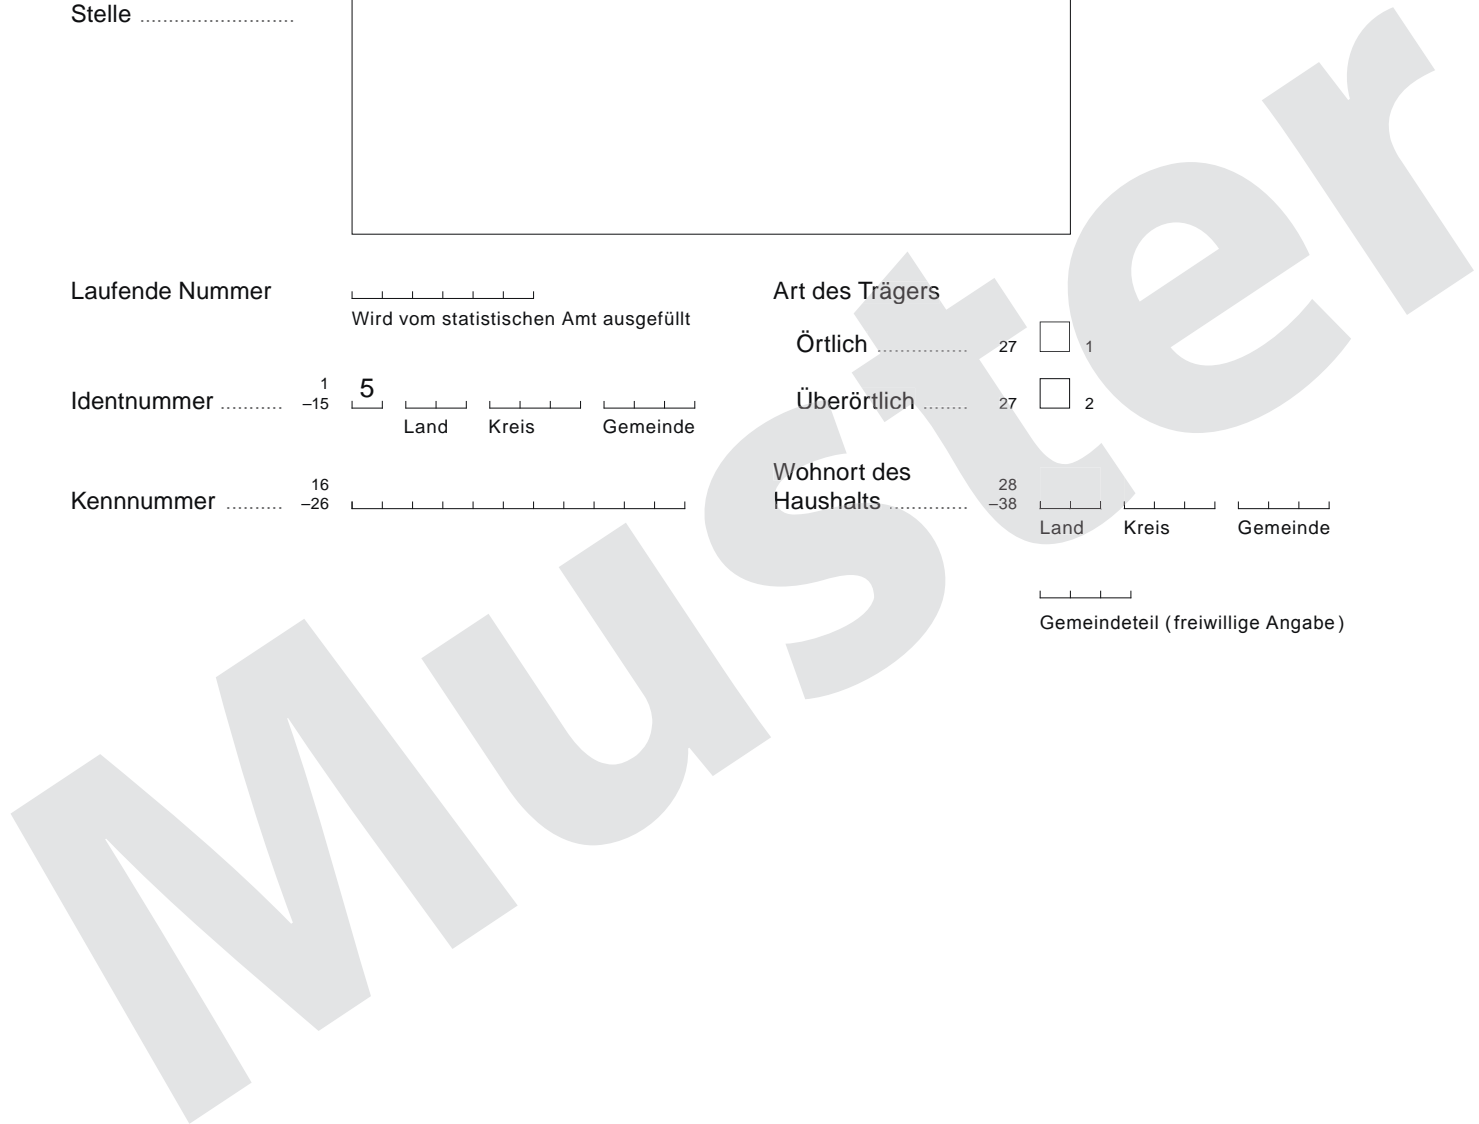 Stelle ...........................
Laufende Nummer
Wird vom statistischen Amt ausgefüllt
Identnummer ........... 1
–15 5
Land Kreis Gemeinde
Kennnummer .......... 16
–26
Art des Trägers
Örtlich ................ 27 1
Überörtlich ........ 27 2
Wohnort des
Haushalts .............. 28
–38
Land Kreis Gemeinde
Gemeindeteil (freiwillige Angabe)
Muster